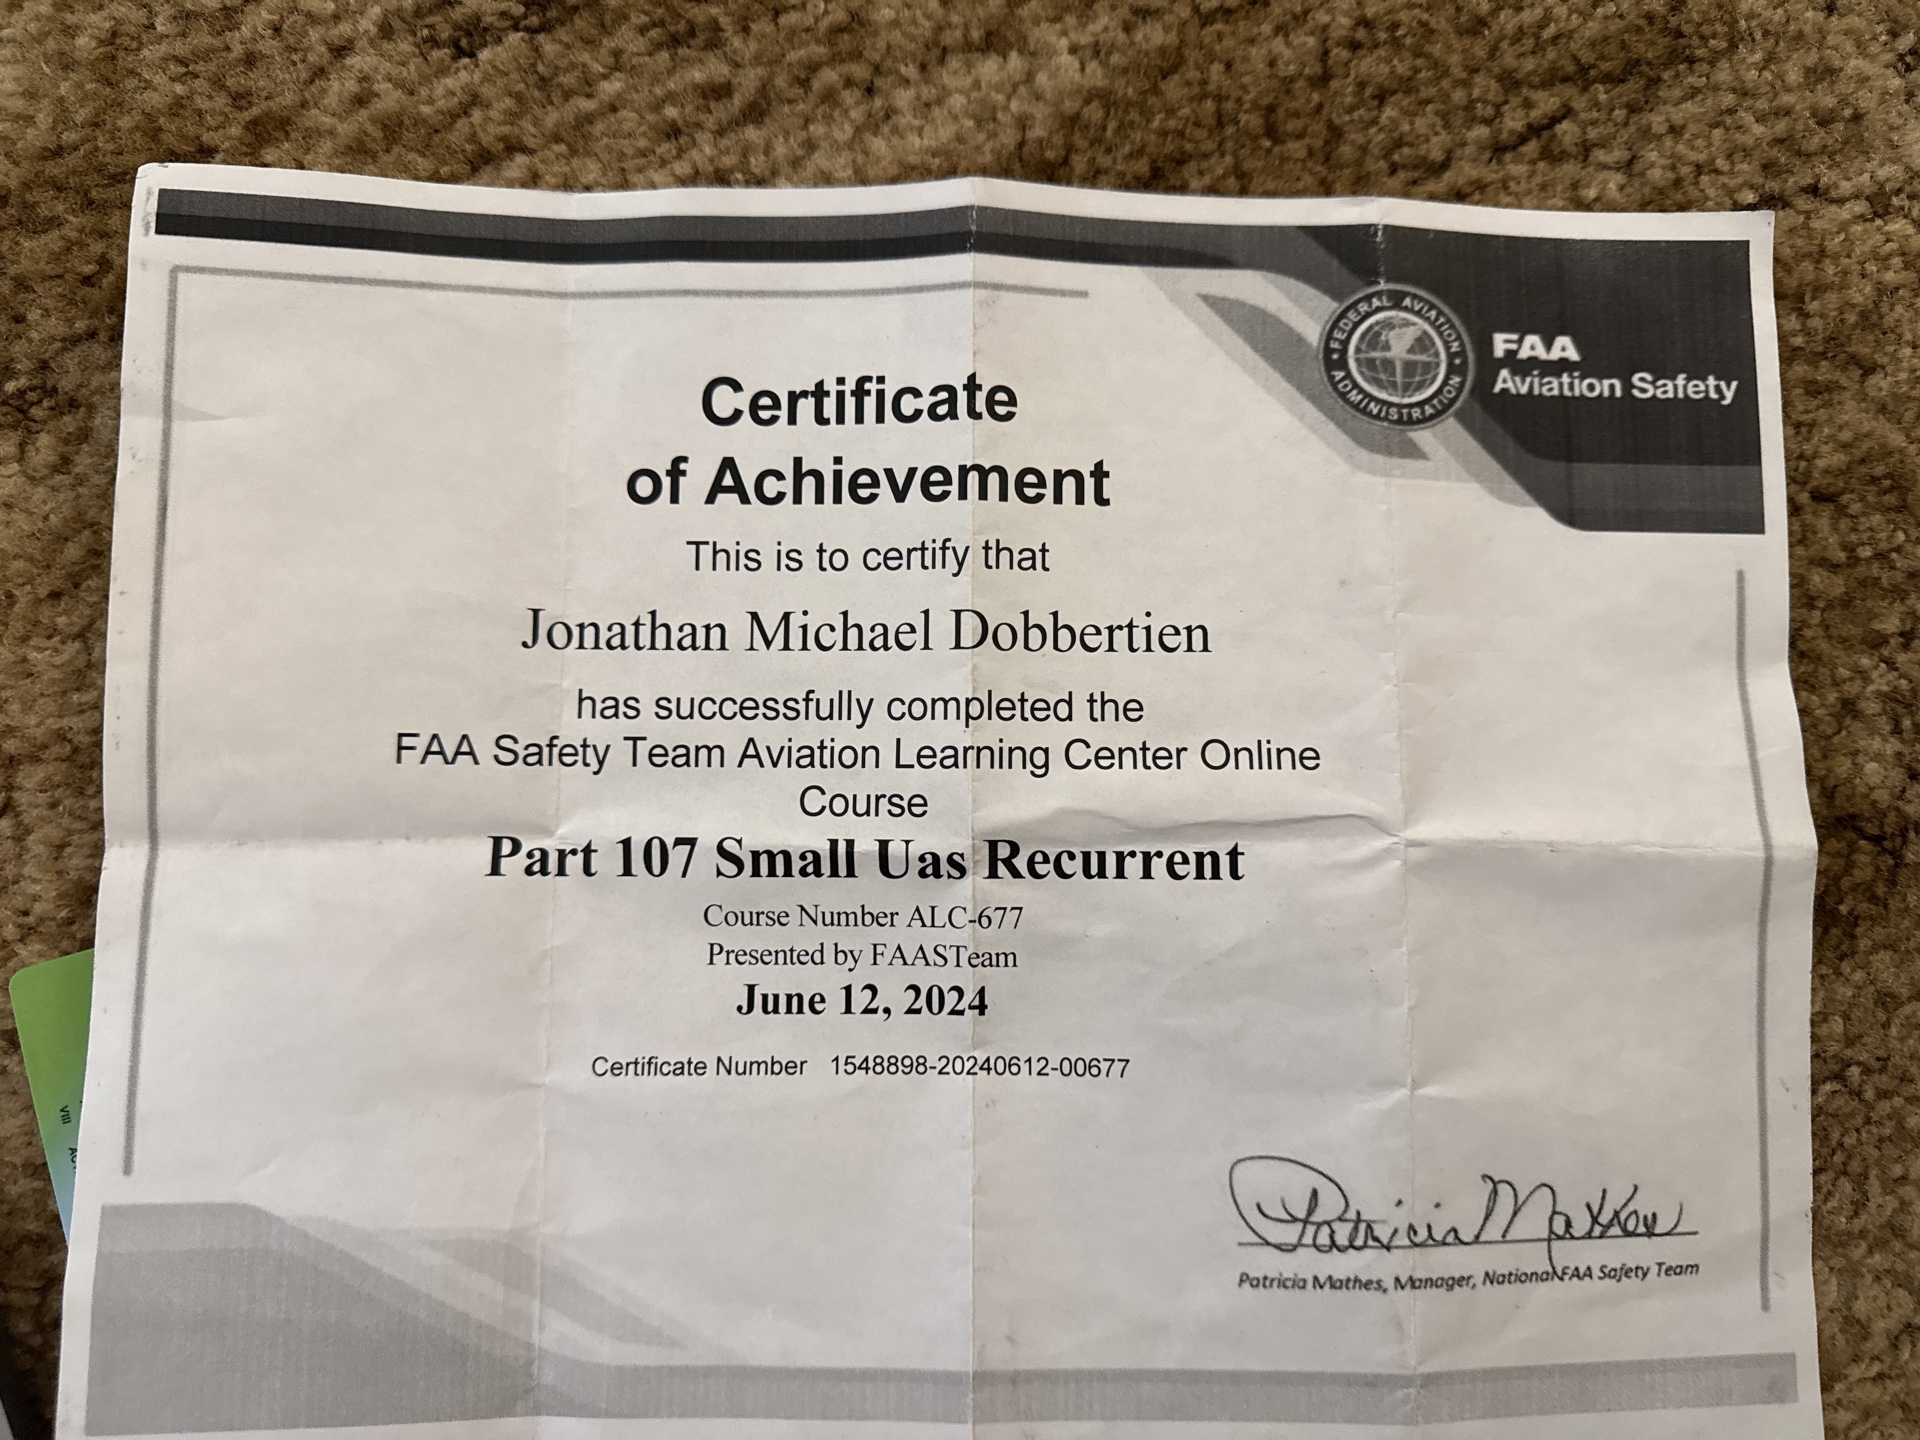 FEDERAL AVIATION ADMINISTRATION
FAA
Aviation Safety
Certificate
of Achievement
This is to certify that
Jonathan Michael Dobbertien
has successfully completed the
FAA Safety Team Aviation Learning Center Online
Course
Part 107 Small Uas Recurrent
Course Number ALC-677
Presented by FAASTeam
June 12, 2024
Certificate Number 1548898-20240612-00677
VIII
Patricia Mathes, Manager, National FAA Safety Team